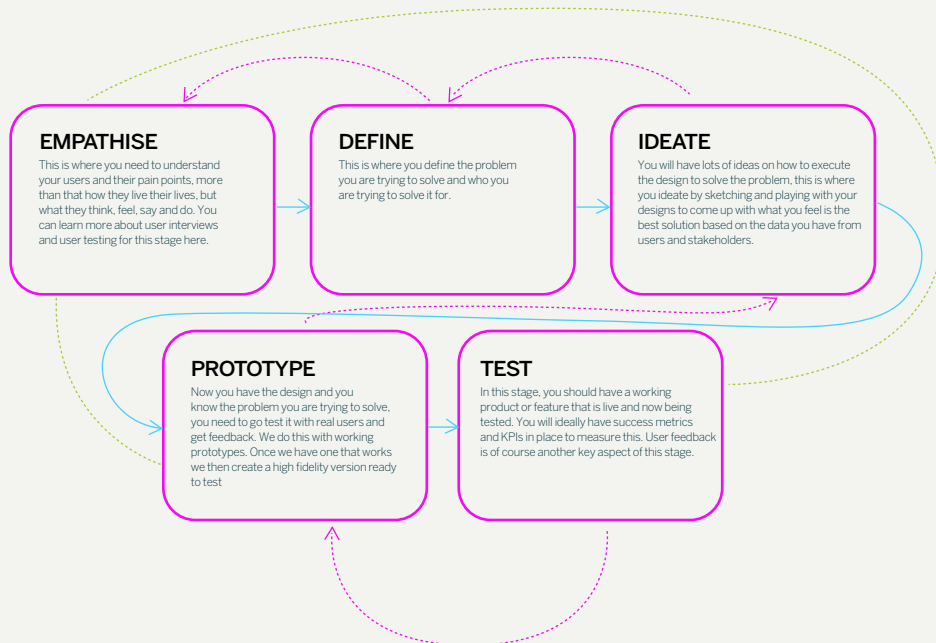 EMPATHISE
This is where you need to understand
your users and their pain points, more
than that how they live their lives, but
what they think, feel, say and do. You
can learn more about user interviews
and user testing for this stage here.
DEFINE
This is where you define the problem
you are trying to solve and who you
are trying to solve it for.
IDEATE
You will have lots of ideas on how to execute
the design to solve the problem, this is where
you ideate by sketching and playing with your
designs to come up with what you feel is the
best solution based on the data you have from
users and stakeholders.
PROTOTYPE
Now you have the design and you
know the problem you are trying to solve,
you need to go test it with real users and
get feedback. We do this with working
prototypes. Once we have one that works
we then create a high fidelity version ready
to test
TEST
In this stage, you should have a working
product or feature that is live and now being
tested. You will ideally have success metrics
and KPIs in place to measure this. User feedback
is of course another key aspect of this stage.